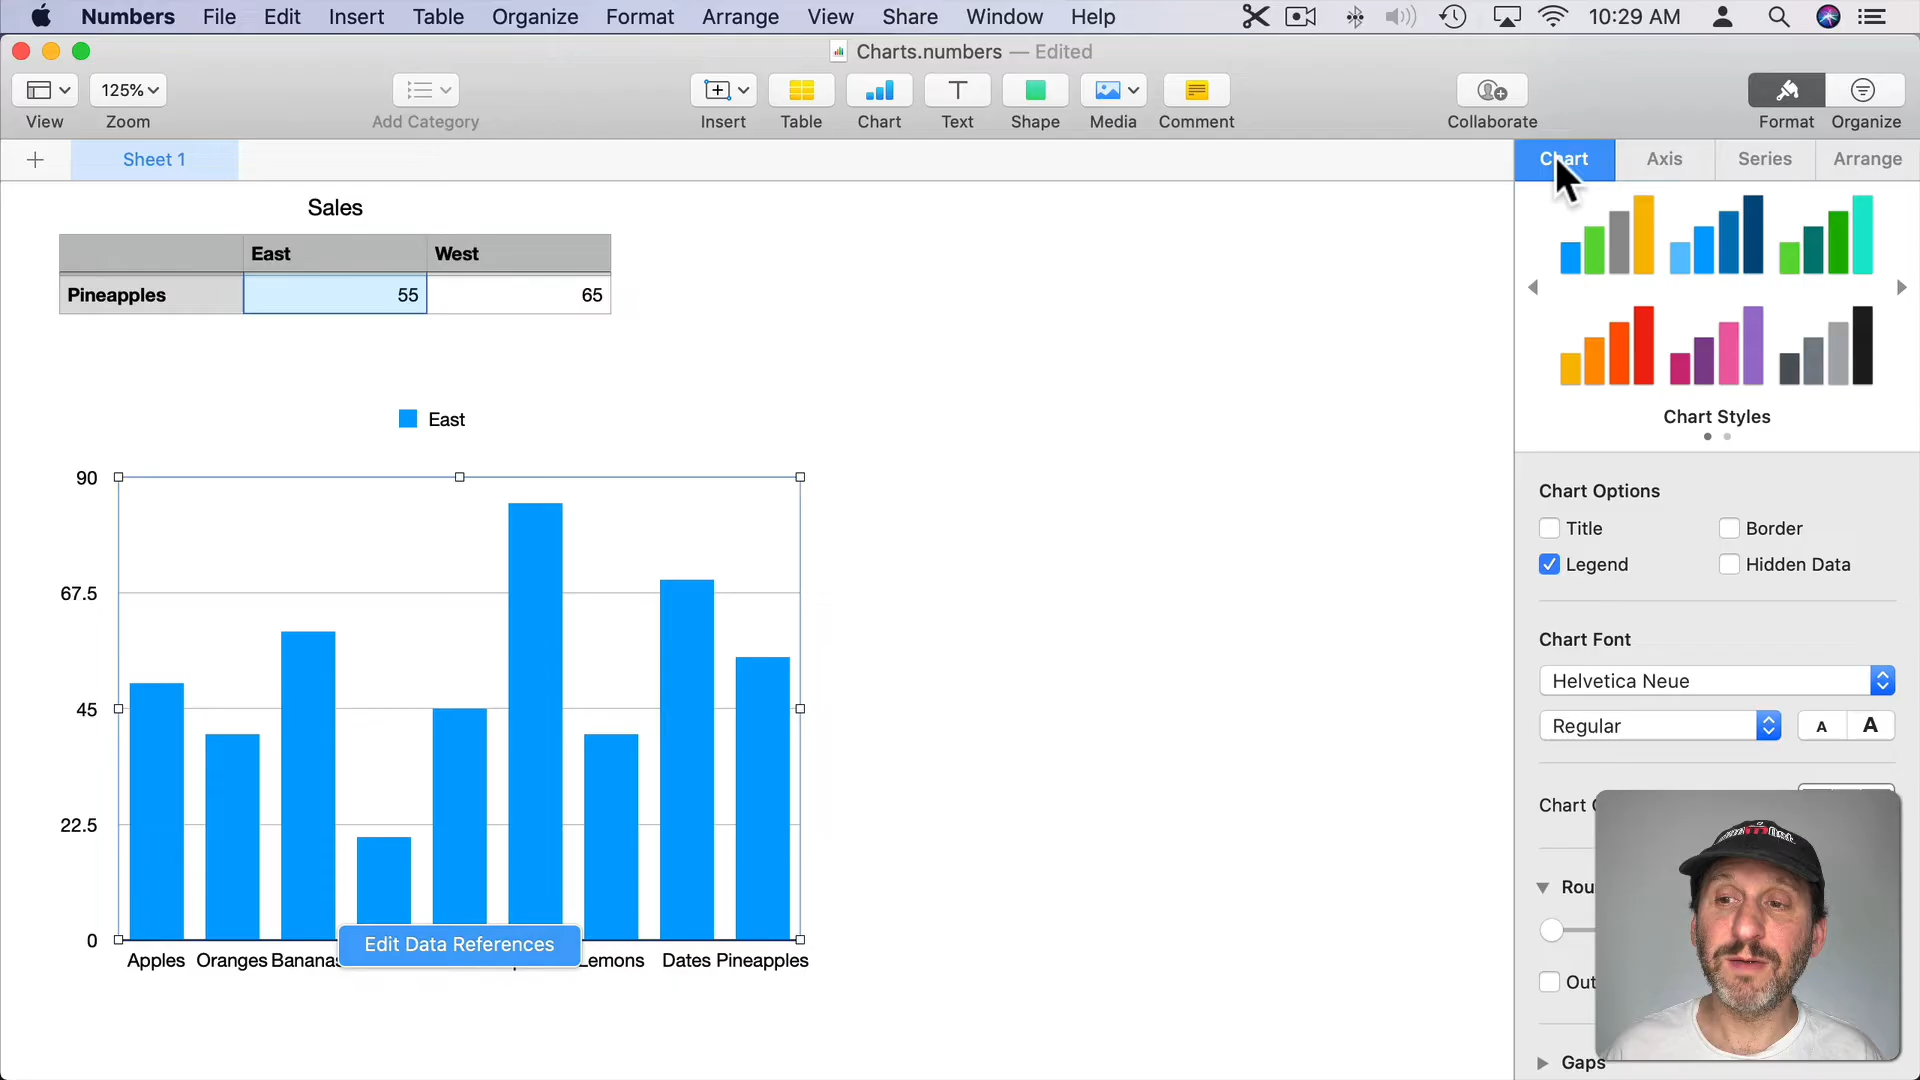 Numbers File Edit Insert Table Organize Format Arrange View Share Window Help 10:29 AM
Charts.numbers — Edited
125%
View Zoom Add Category Insert Table Chart Text Shape Media Comment Collaborate Format Organize
Sheet 1
Chart Axis Series Arrange
Sales
East West
Pineapples 55 65
East
90
67.5
45
22.5
0
Apples Oranges Bananas Lemons Dates Pineapples
Edit Data References
Chart Styles
Chart Options
Title Border
Legend Hidden Data
Chart Font
Helvetica Neue
Regular A A
Chart
Gaps